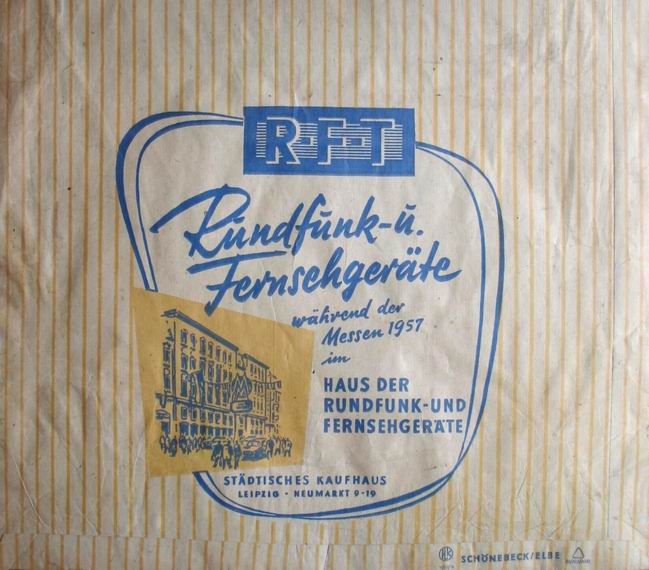 R·F·T
Rundfunk-u.
Fernsehgeräte
während der
Messen 1957
im
HAUS DER
RUNDFUNK-UND
FERNSEHGERÄTE
STÄDTISCHES KAUFHAUS
LEIPZIG · NEUMARKT 9-19
SCHÖNEBECK/ELBE